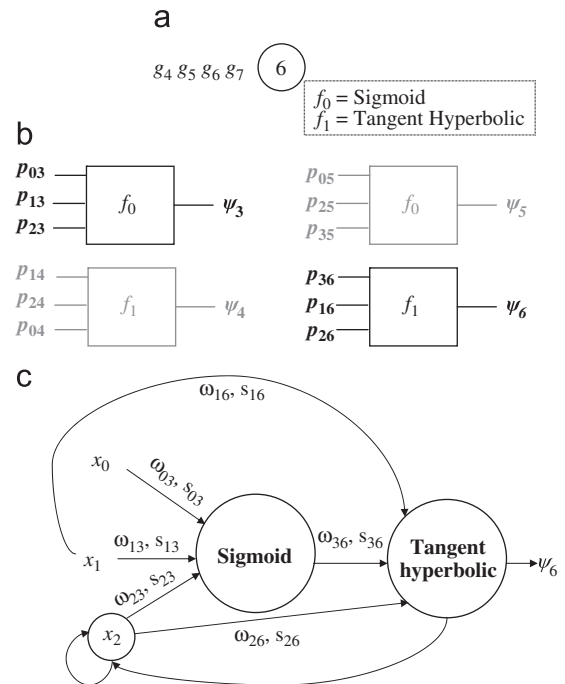 a
g₄ g₅ g₆ g₇ 6
f₀ = Sigmoid
f₁ = Tangent Hyperbolic
b
p₀₃
p₁₃
p₂₃
f₀
ψ₃
p₀₅
p₂₅
p₃₅
f₀
ψ₅
p₁₄
p₂₄
p₀₄
f₁
ψ₄
p₃₆
p₁₆
p₂₆
f₁
ψ₆
c
ω₁₆, s₁₆
x₀
ω₀₃, s₀₃
x₁
ω₁₃, s₁₃
Sigmoid
ω₃₆, s₃₆
Tangent
hyperbolic
ψ₆
ω₂₃, s₂₃
x₂
ω₂₆, s₂₆